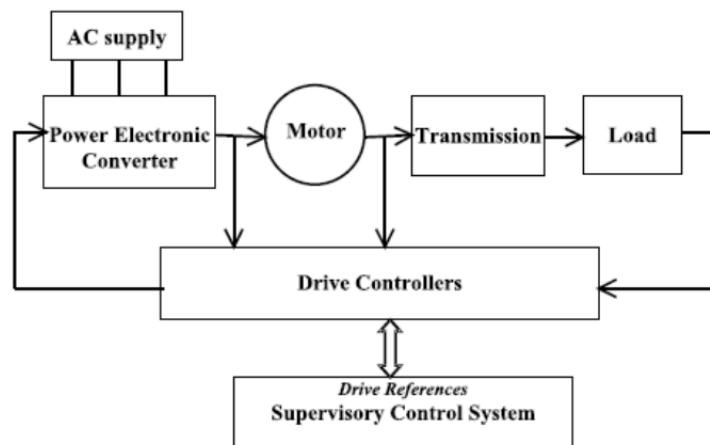 AC supply
Power Electronic
Converter
Motor
Transmission
Load
Drive Controllers
Drive References
Supervisory Control System